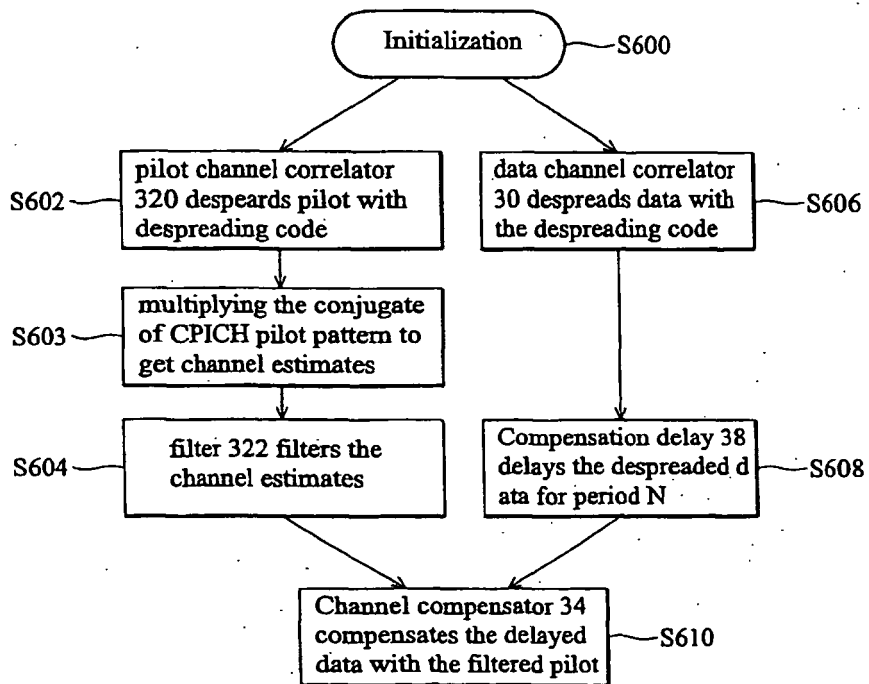 Initialization
S600
pilot channel correlator
320 despeards pilot with
despreading code
S602
data channel correlator
30 despreads data with
the despreading code
S606
multiplying the conjugate
of CPICH pilot pattern to
get channel estimates
S603
filter 322 filters the
channel estimates
S604
Compensation delay 38
delays the despreaded d
ata for period N
S608
Channel compensator 34
compensates the delayed
data with the filtered pilot
S610